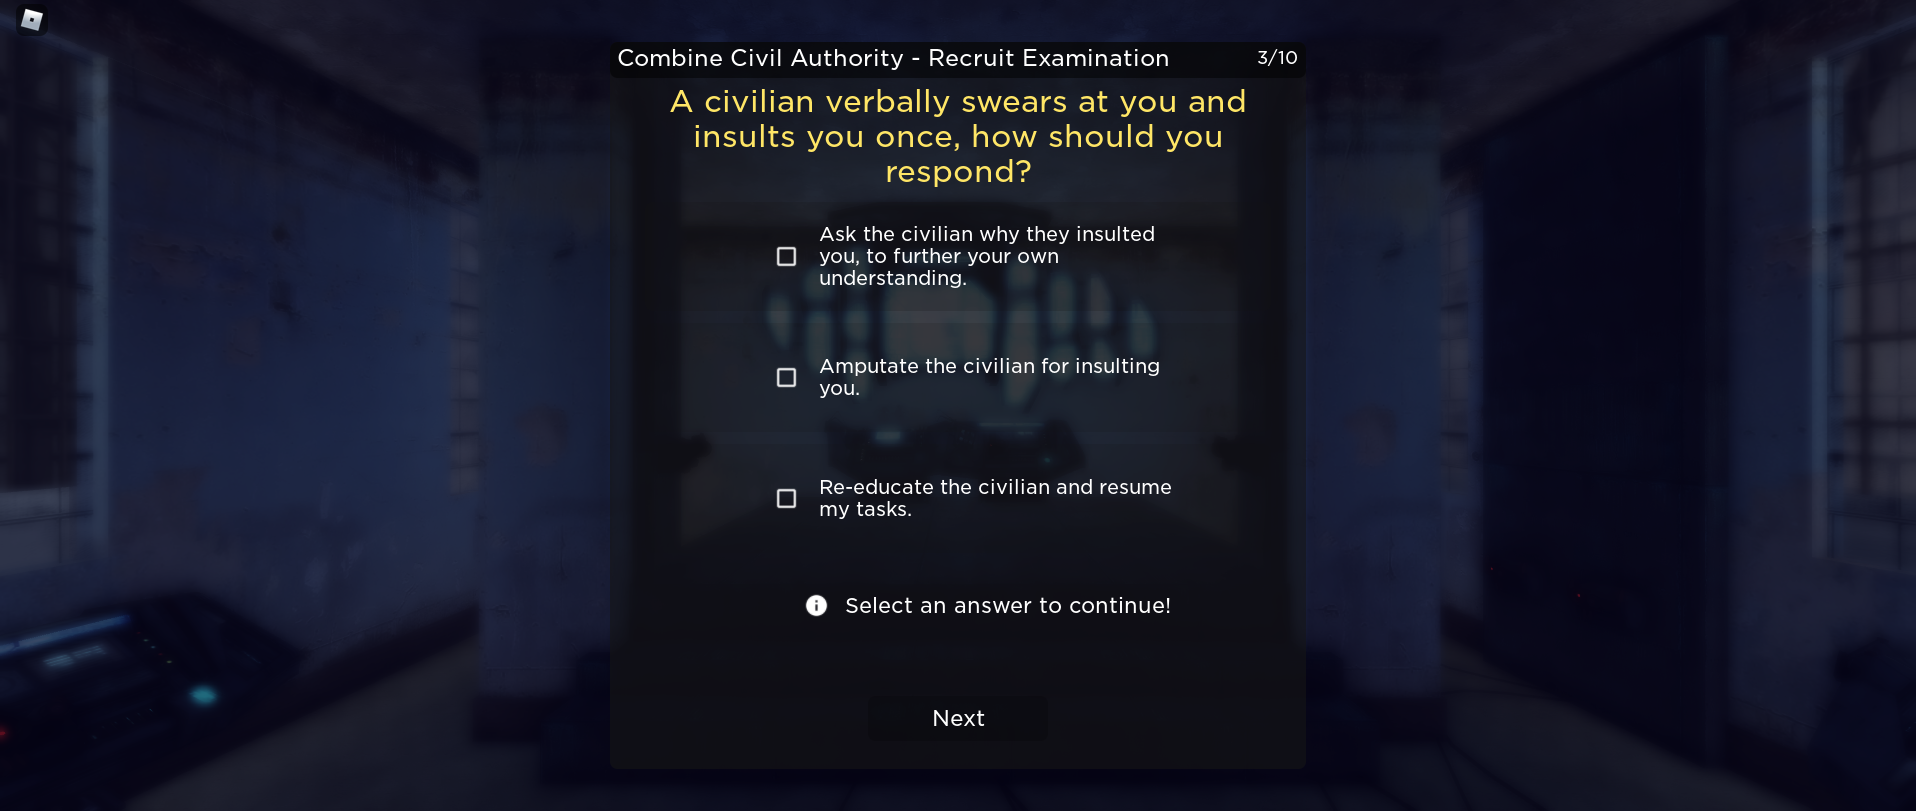 Combine Civil Authority - Recruit Examination 3/10
A civilian verbally swears at you and
insults you once, how should you
respond?
Ask the civilian why they insulted
you, to further your own
understanding.
Amputate the civilian for insulting
you.
Re-educate the civilian and resume
my tasks.
Select an answer to continue!
Next